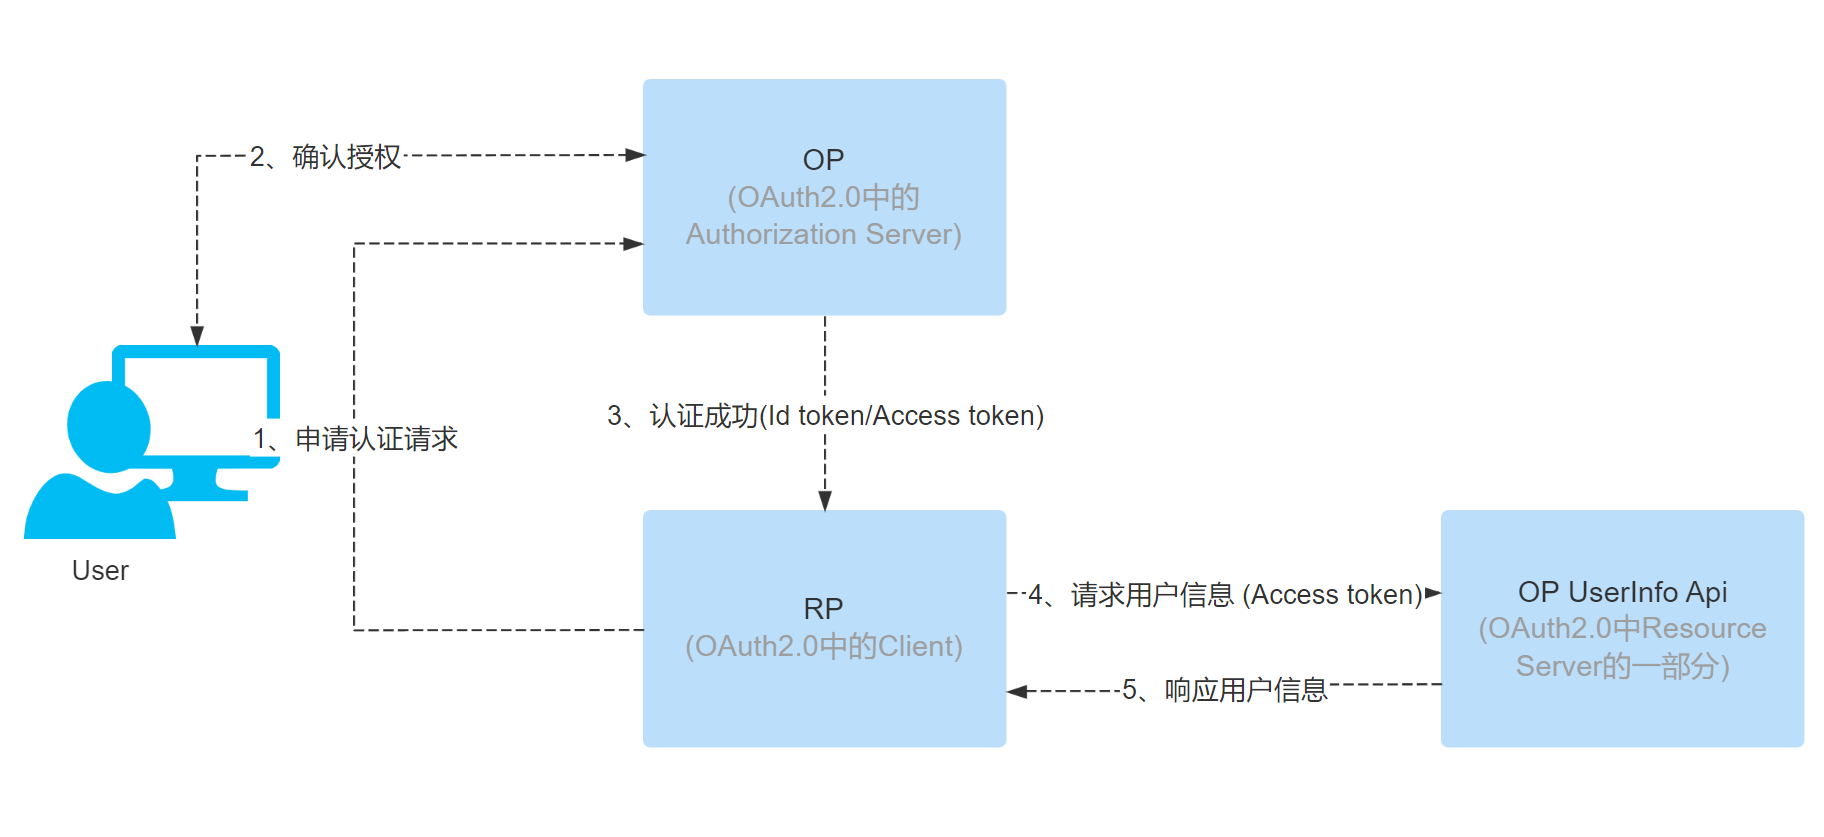 OP
(OAuth2.0中的
Authorization Server)
2、确认授权
1、申请认证请求
User
3、认证成功(Id token/Access token)
RP
(OAuth2.0中的Client)
4、请求用户信息 (Access token)
5、响应用户信息
OP UserInfo Api
(OAuth2.0中Resource
Server的一部分)